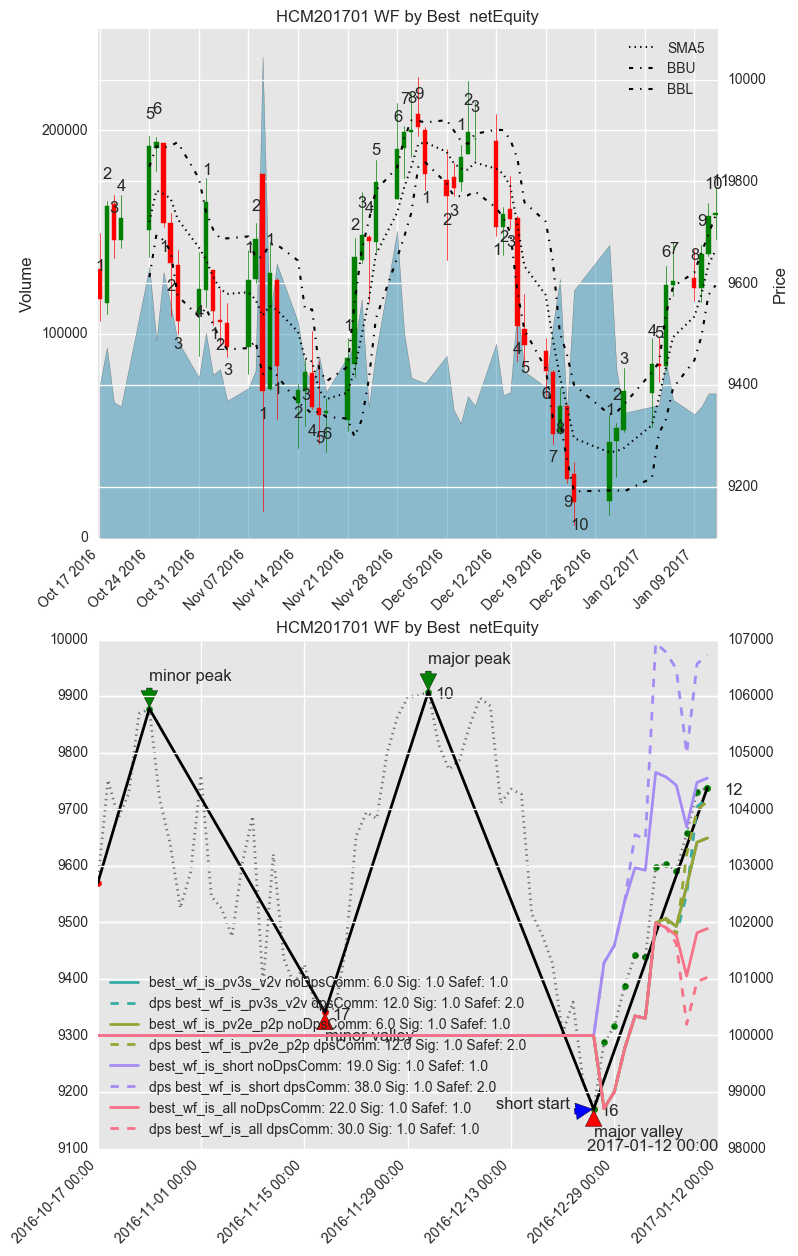 HCM201701 WF by Best netEquity
SMA5
BBU
BBL
Volume
Price
200000
100000
0
10000
9800
9600
9400
9200
Oct 17 2016
Oct 24 2016
Oct 31 2016
Nov 07 2016
Nov 14 2016
Nov 21 2016
Nov 28 2016
Dec 05 2016
Dec 12 2016
Dec 19 2016
Dec 26 2016
Jan 02 2017
Jan 09 2017
HCM201701 WF by Best netEquity
10000
9900
9800
9700
9600
9500
9400
9300
9200
9100
107000
106000
105000
104000
103000
102000
101000
100000
99000
98000
minor peak
major peak
10
12
17
minor valley
best_wf_is_pv3s_v2v noDpsComm: 6.0 Sig: 1.0 Safef: 1.0
dps best_wf_is_pv3s_v2v dpsComm: 12.0 Sig: 1.0 Safef: 2.0
best_wf_is_pv2e_p2p noDpsComm: 6.0 Sig: 1.0 Safef: 1.0
dps best_wf_is_pv2e_p2p dpsComm: 12.0 Sig: 1.0 Safef: 2.0
best_wf_is_short noDpsComm: 19.0 Sig: 1.0 Safef: 1.0
dps best_wf_is_short dpsComm: 38.0 Sig: 1.0 Safef: 2.0
best_wf_is_all noDpsComm: 22.0 Sig: 1.0 Safef: 1.0
dps best_wf_is_all dpsComm: 30.0 Sig: 1.0 Safef: 1.0
short start
16
major valley
2017-01-12 00:00
2016-10-17 00:00
2016-11-01 00:00
2016-11-15 00:00
2016-11-29 00:00
2016-12-13 00:00
2016-12-29 00:00
2017-01-12 00:00